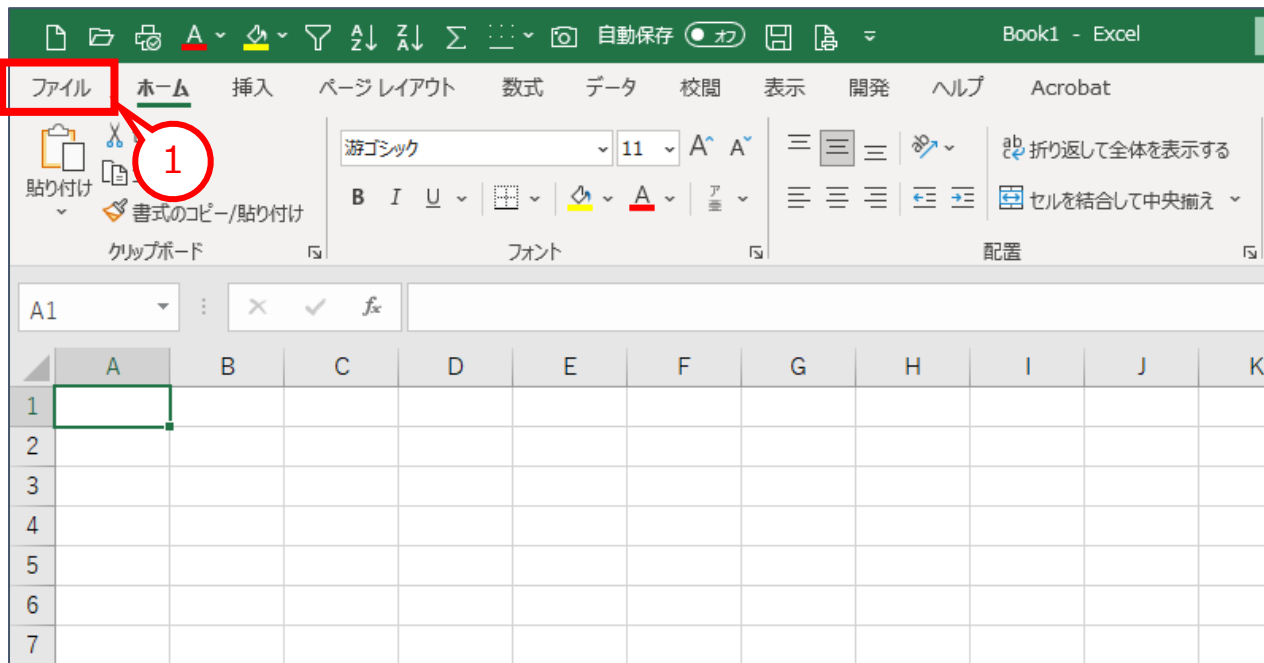 自動保存 オフ Book1 - Excel
ファイル ホーム 挿入 ページ レイアウト 数式 データ 校閲 表示 開発 ヘルプ Acrobat
1
貼り付け
書式のコピー/貼り付け
クリップボード
游ゴシック 11 A A
B I U A ア亜
フォント
ab 折り返して全体を表示する
セルを結合して中央揃え
配置
A1 fx
A B C D E F G H I J K
1
2
3
4
5
6
7